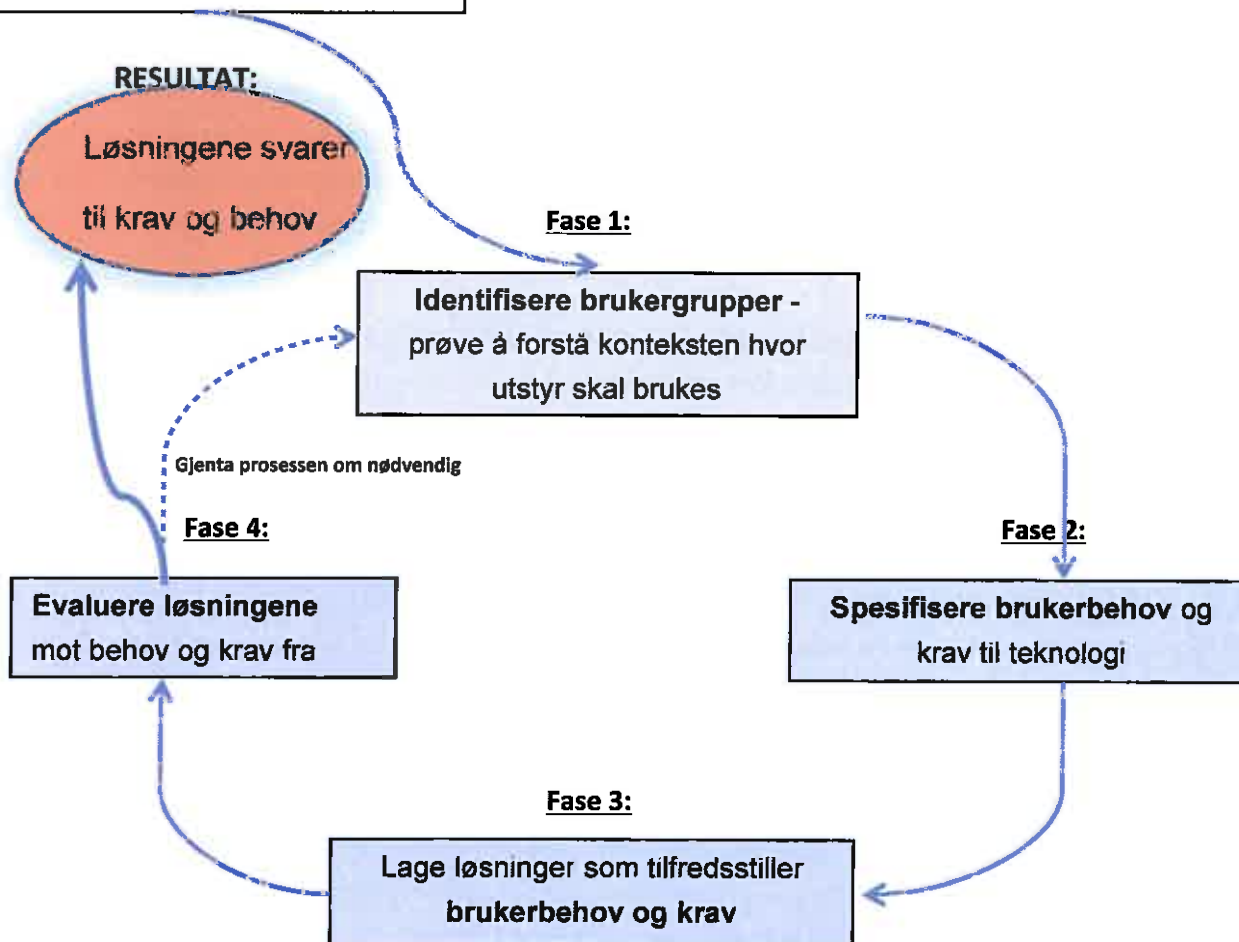 RESULTAT:
Løsningene svarer
til krav og behov
Fase 1:
Identifisere brukergrupper -
prøve å forstå konteksten hvor
utstyr skal brukes
Gjenta prosessen om nødvendig
Fase 4:
Fase 2:
Evaluere løsningene
mot behov og krav fra
Spesifisere brukerbehov og
krav til teknologi
Fase 3:
Lage løsninger som tilfredsstiller
brukerbehov og krav